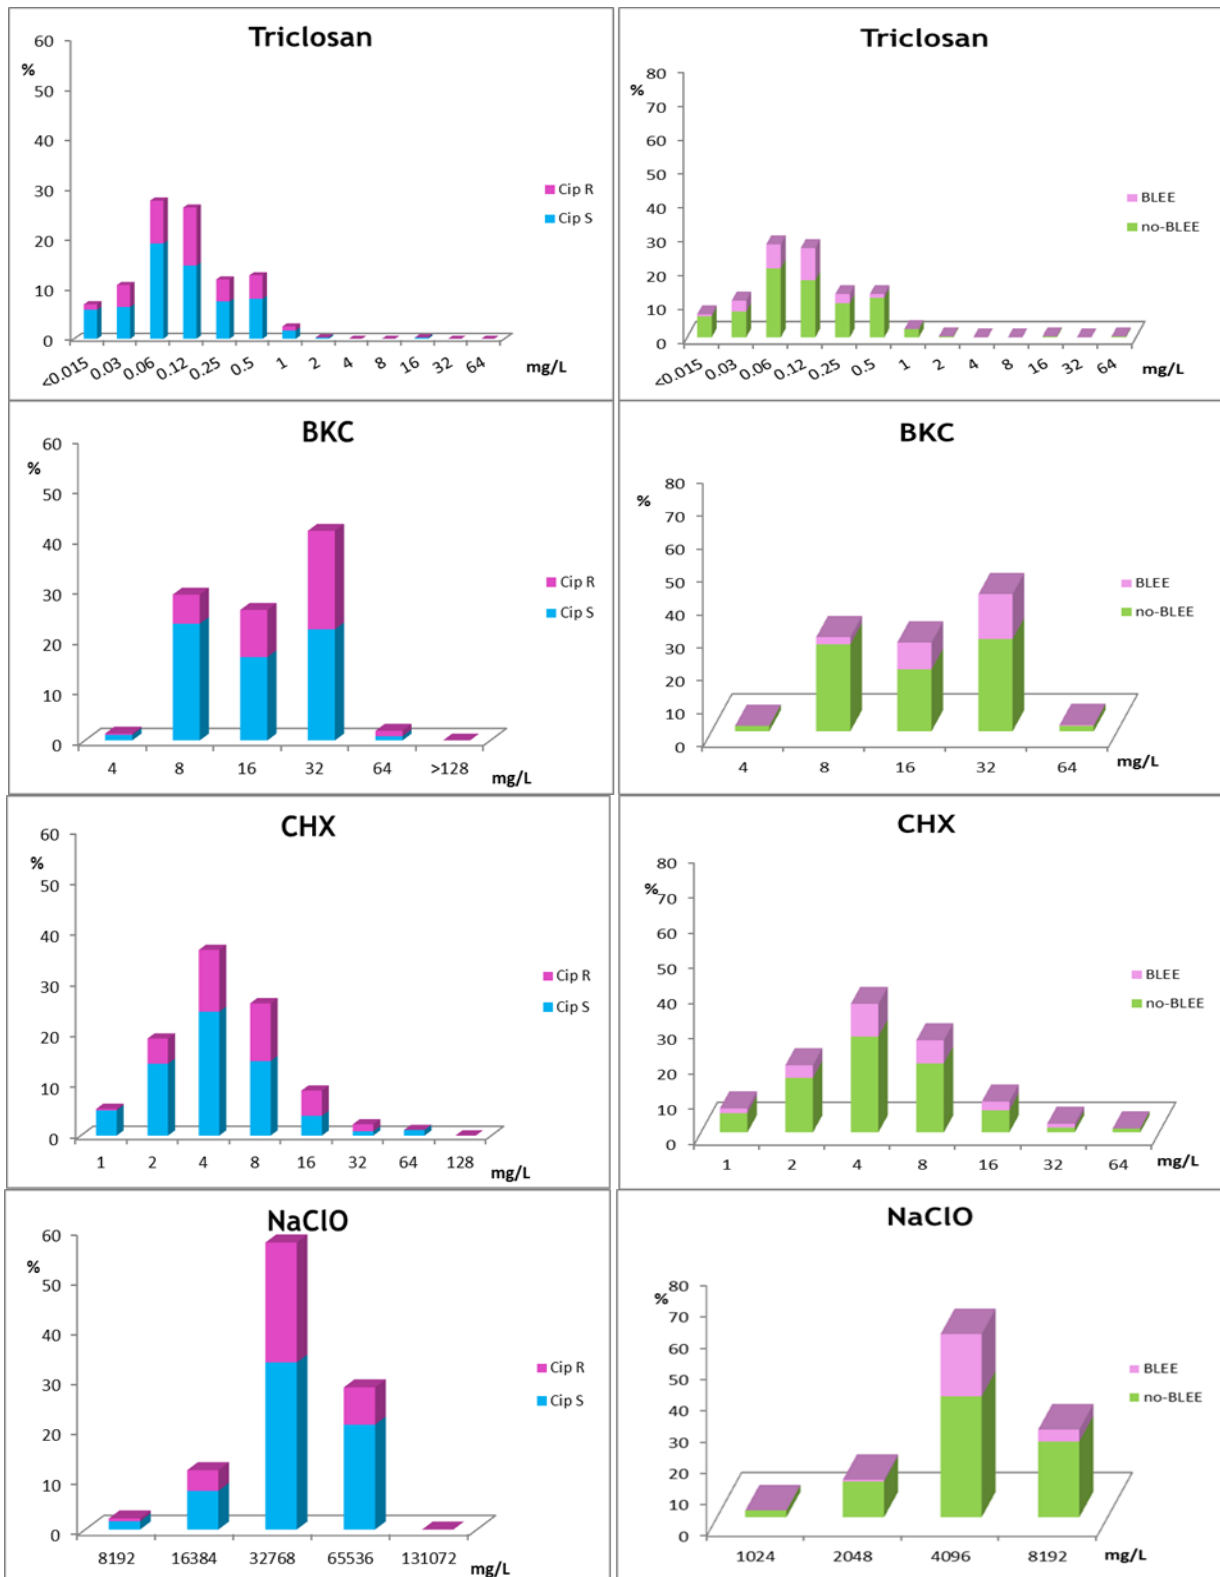 Triclosan
%
60
50
40
30
20
10
0
<0.015 0.03 0.06 0.12 0.25 0.5 1 2 4 8 16 32 64
mg/L
Cip R
Cip S
Triclosan
%
80
70
60
50
40
30
20
10
0
<0.015 0.03 0.06 0.12 0.25 0.5 1 2 4 8 16 32 64
mg/L
BLEE
no-BLEE
BKC
%
60
50
40
30
20
10
0
4 8 16 32 64 >128
mg/L
Cip R
Cip S
BKC
%
80
70
60
50
40
30
20
10
0
4 8 16 32 64
mg/L
BLEE
no-BLEE
CHX
%
60
50
40
30
20
10
0
1 2 4 8 16 32 64 128
mg/L
Cip R
Cip S
CHX
%
80
70
60
50
40
30
20
10
0
1 2 4 8 16 32 64
mg/L
BLEE
no-BLEE
NaClO
%
60
50
40
30
20
10
0
8192 16384 32768 65536 131072
mg/L
Cip R
Cip S
NaClO
%
80
70
60
50
40
30
20
10
0
1024 2048 4096 8192
mg/L
BLEE
no-BLEE